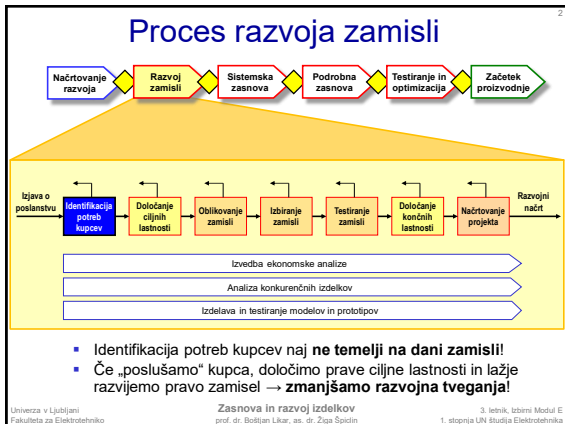 2
Proces razvoja zamisli
Načrtovanje
razvoja
Razvoj
zamisli
Sistemska
zasnova
Podrobna
zasnova
Testiranje in
optimizacija
Začetek
proizvodnje
Izjava o
poslanstvu
Identifikacija
potreb
kupcev
Določanje
ciljnih
lastnosti
Oblikovanje
zamisli
Izbiranje
zamisli
Testiranje
zamisli
Določanje
končnih
lastnosti
Načrtovanje
projekta
Razvojni
načrt
Izvedba ekonomske analize
Analiza konkurenčnih izdelkov
Izdelava in testiranje modelov in prototipov
▪ Identifikacija potreb kupcev naj ne temelji na dani zamisli!
▪ Če „poslušamo“ kupca, določimo prave ciljne lastnosti in lažje
razvijemo pravo zamisel → zmanjšamo razvojna tveganja!
Univerza v Ljubljani
Fakulteta za Elektrotehniko
Zasnova in razvoj izdelkov
prof. dr. Boštjan Likar, as. dr. Žiga Špiclin
3. letnik, Izbirni Modul E
1. stopnja UN študija Elektrotehnika